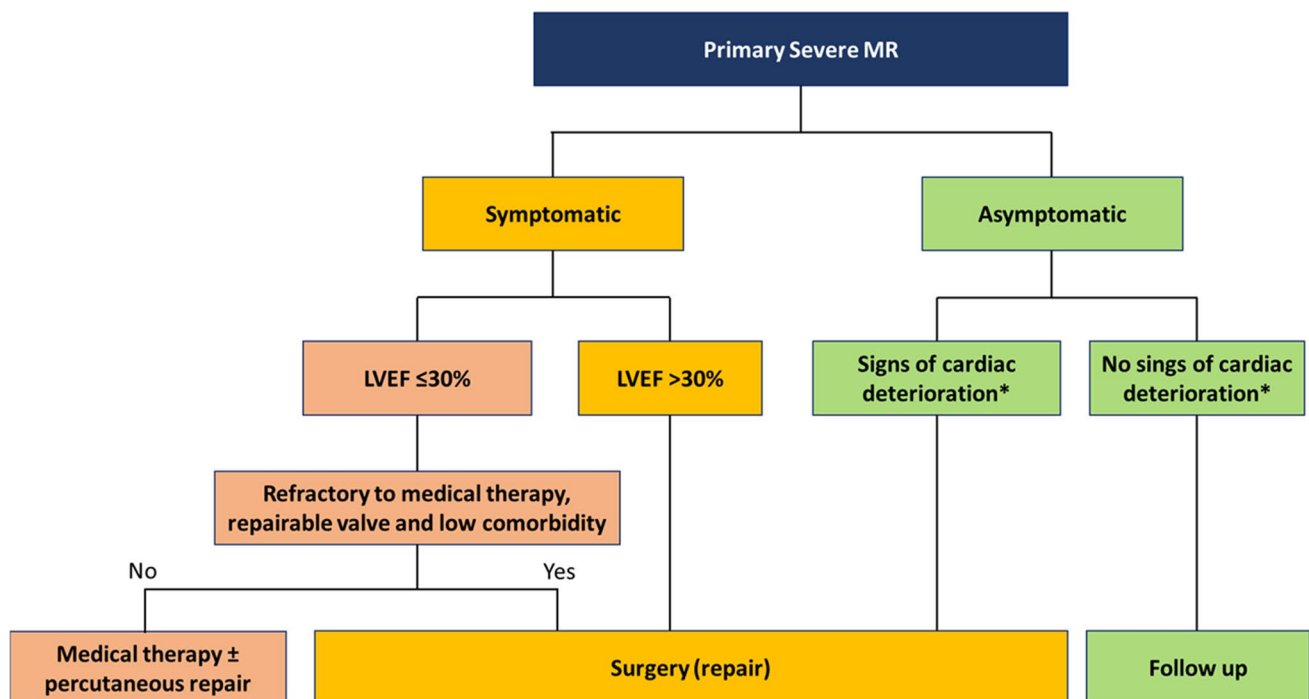 Primary Severe MR
Symptomatic
Asymptomatic
LVEF ≤30%
LVEF >30%
Signs of cardiac
deterioration*
No sings of cardiac
deterioration*
Refractory to medical therapy,
repairable valve and low comorbidity
No
Yes
Medical therapy ±
percutaneous repair
Surgery (repair)
Follow up